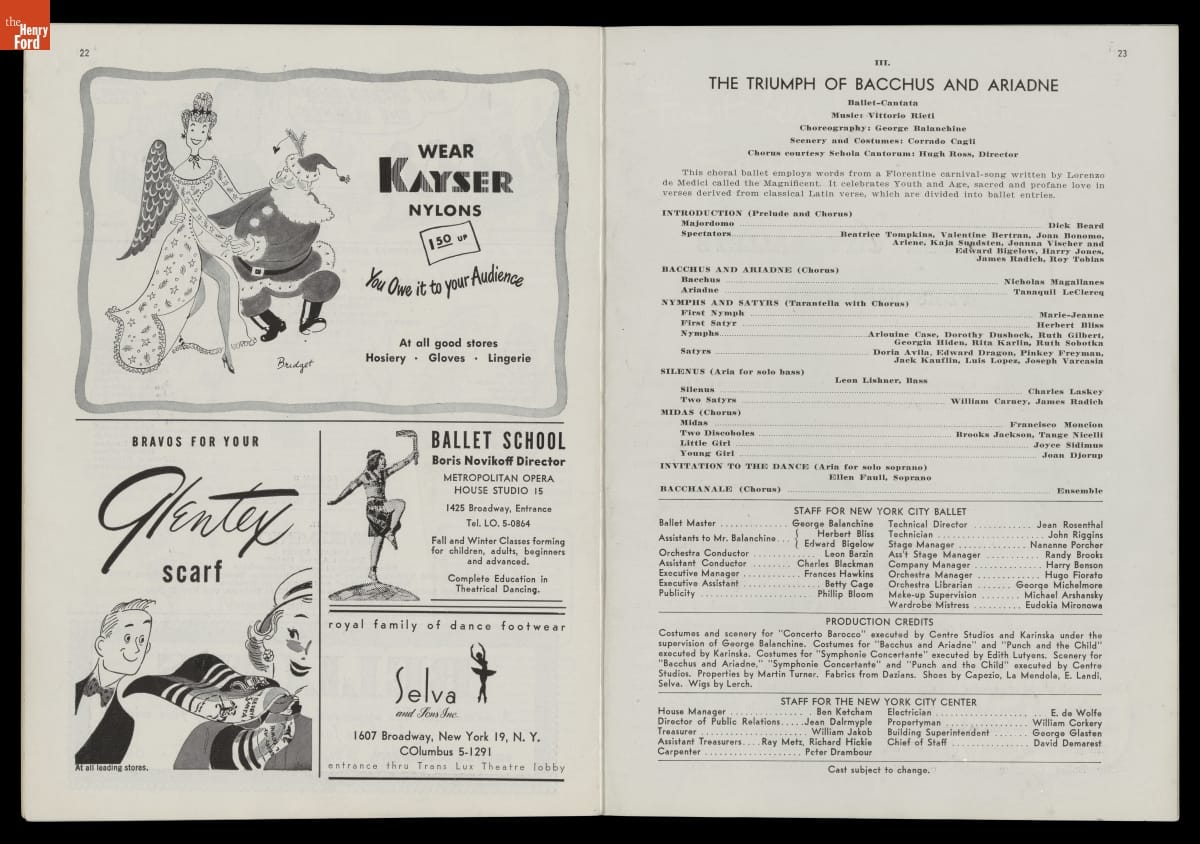 the
Henry
Ford
22
WEAR
KAYSER
NYLONS
1 50 UP
You Owe it to your Audience
At all good stores
Hosiery · Gloves · Lingerie
Bridget
BRAVOS FOR YOUR
Glentex
scarf
At all leading stores.
BALLET SCHOOL
Boris Novikoff Director
METROPOLITAN OPERA
HOUSE STUDIO 15
1425 Broadway, Entrance
Tel. LO. 5-0864
Fall and Winter Classes forming
for children, adults, beginners
and advanced.
Complete Education in
Theatrical Dancing.
royal family of dance footwear
Selva
and Sons Inc.
1607 Broadway, New York 19, N. Y.
COlumbus 5-1291
entrance thru Trans Lux Theatre lobby
23
III.
THE TRIUMPH OF BACCHUS AND ARIADNE
Ballet-Cantata
Music: Vittorio Rieti
Choreography: George Balanchine
Scenery and Costumes: Corrado Cagli
Chorus courtesy Schola Cantorum: Hugh Ross, Director
This choral ballet employs words from a Florentine carnival-song written by Lorenzo
de Medici called the Magnificent. It celebrates Youth and Age, sacred and profane love in
verses derived from classical Latin verse, which are divided into ballet entries.
INTRODUCTION (Prelude and Chorus)
Majordomo ........ Dick Beard
Spectators ........ Beatrice Tompkins, Valentine Bertran, Joan Bonomo,
Arlene, Kaja Sundsten, Joanna Vischer and
Edward Bigelow, Harry Jones,
James Radich, Roy Tobias
BACCHUS AND ARIADNE (Chorus)
Bacchus ........ Nicholas Magallanes
Ariadne ........ Tanaquil LeClercq
NYMPHS AND SATYRS (Tarantella with Chorus)
First Nymph ........ Marie-Jeanne
First Satyr ........ Herbert Bliss
Nymphs ........ Arlouine Case, Dorothy Dushock, Ruth Gilbert,
Georgia Hiden, Rita Karlin, Ruth Sobotka
Satyrs ........ Doria Avila, Edward Dragon, Pinkey Freyman,
Jack Kauflin, Luis Lopez, Joseph Varcasia
SILENUS (Aria for solo bass)
Leon Lishner, Bass
Silenus ........ Charles Laskey
Two Satyrs ........ William Carney, James Radich
MIDAS (Chorus)
Midas ........ Francisco Moncion
Two Discoboles ........ Brooks Jackson, Tange Nicelli
Little Girl ........ Joyce Sidimus
Young Girl ........ Joan Djorup
INVITATION TO THE DANCE (Aria for solo soprano)
Ellen Faull, Soprano
BACCHANALE (Chorus) ........ Ensemble
STAFF FOR NEW YORK CITY BALLET
Ballet Master ........ George Balanchine
Assistants to Mr. Balanchine... { Herbert Bliss
Edward Bigelow
Orchestra Conductor ........ Leon Barzin
Assistant Conductor ........ Charles Blackman
Executive Manager ........ Frances Hawkins
Executive Assistant ........ Betty Cage
Publicity ........ Phillip Bloom
Technical Director ........ Jean Rosenthal
Technician ........ John Riggins
Stage Manager ........ Nananne Porcher
Ass't Stage Manager ........ Randy Brooks
Company Manager ........ Harry Benson
Orchestra Manager ........ Hugo Fiorato
Orchestra Librarian ........ George Michelmore
Make-up Supervision ........ Michael Arshansky
Wardrobe Mistress ........ Eudokia Mironowa
PRODUCTION CREDITS
Costumes and scenery for "Concerto Barocco" executed by Centre Studios and Karinska under the
supervision of George Balanchine. Costumes for "Bacchus and Ariadne" and "Punch and the Child"
executed by Karinska. Costumes for "Symphonie Concertante" executed by Edith Lutyens. Scenery for
"Bacchus and Ariadne," "Symphonie Concertante" and "Punch and the Child" executed by Centre
Studios. Properties by Martin Turner. Fabrics from Dazians. Shoes by Capezio, La Mendola, E. Landi,
Selva. Wigs by Lerch.
STAFF FOR THE NEW YORK CITY CENTER
House Manager ........ Ben Ketcham
Director of Public Relations ..... Jean Dalrmyple
Treasurer ........ William Jakob
Assistant Treasurers .... Ray Metz, Richard Hickie
Carpenter ........ Peter Drambour
Electrician ........ E. de Wolfe
Propertyman ........ William Corkery
Building Superintendent ....... George Glasten
Chief of Staff ........ David Demarest
Cast subject to change.